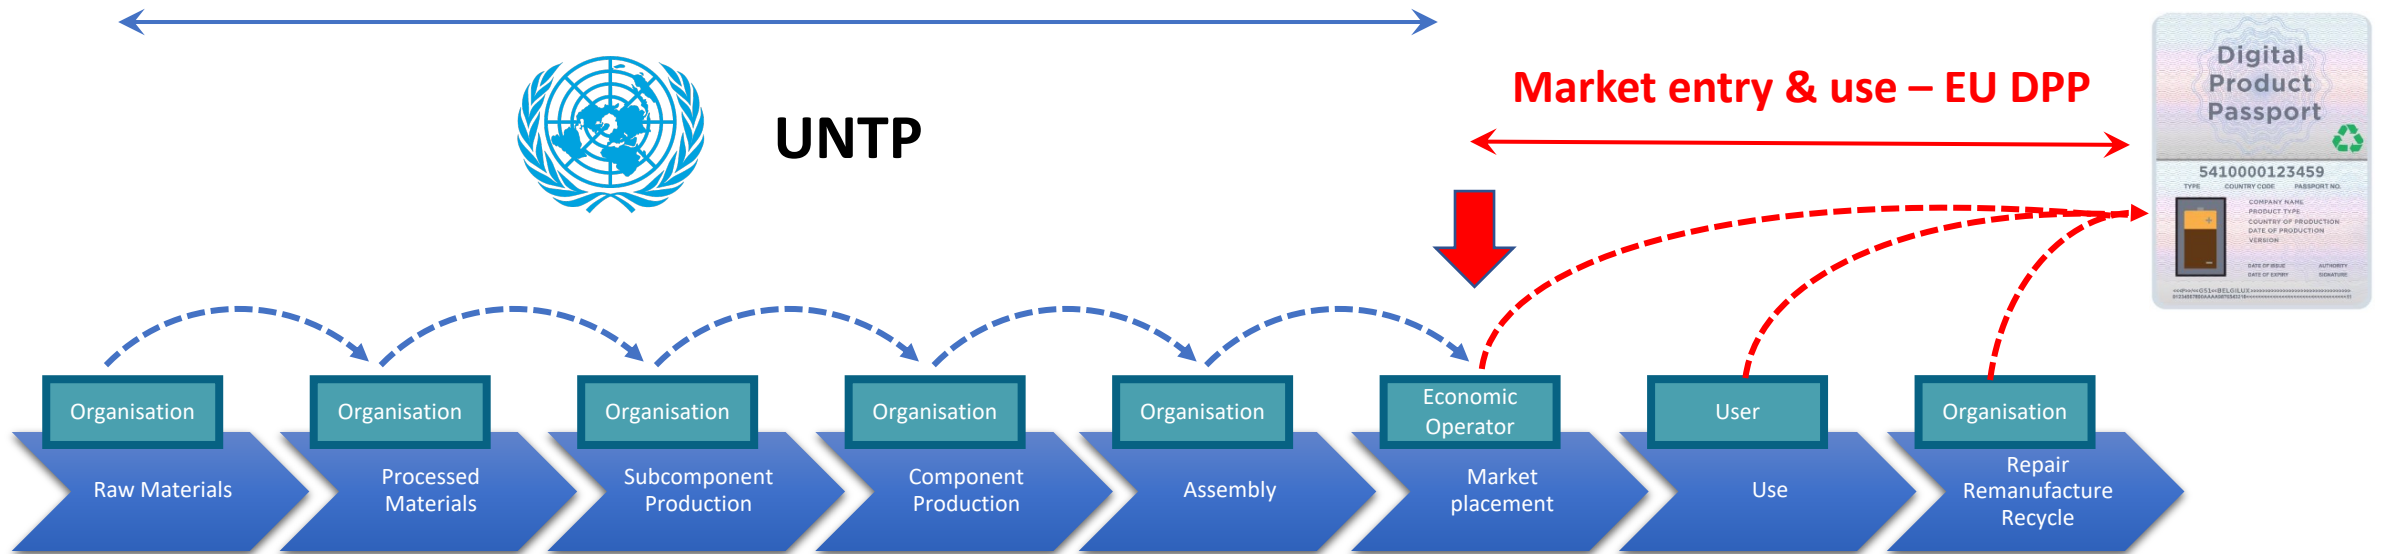 UNTP
Market entry & use – EU DPP
Digital
Product
Passport
5410000123459
TYPE COUNTRY CODE PASSPORT NO.
COMPANY NAME
PRODUCT TYPE
COUNTRY OF PRODUCTION
DATE OF PRODUCTION
VERSION
DATE OF ISSUE AUTHORITY
DATE OF EXPIRY SIGNATURE
Organisation
Organisation
Organisation
Organisation
Organisation
Economic
Operator
User
Organisation
Raw Materials
Processed
Materials
Subcomponent
Production
Component
Production
Assembly
Market
placement
Use
Repair
Remanufacture
Recycle